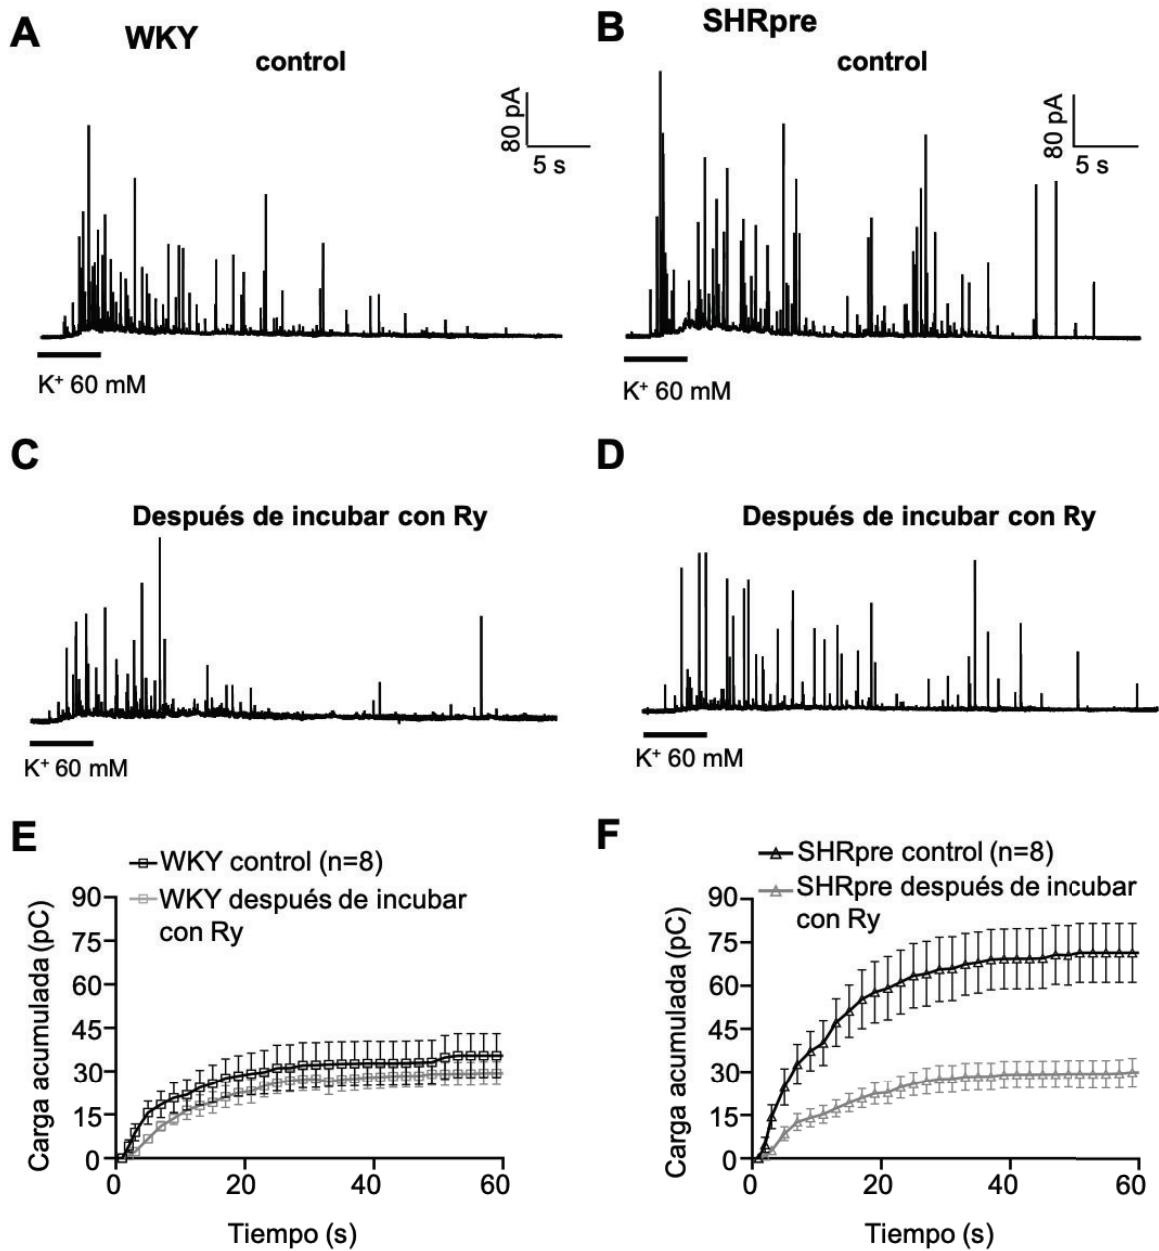 A
WKY
control
80 pA
5 s
K⁺ 60 mM
B
SHRpre
control
80 pA
5 s
K⁺ 60 mM
C
Después de incubar con Ry
K⁺ 60 mM
D
Después de incubar con Ry
K⁺ 60 mM
E
WKY control (n=8)
WKY después de incubar
con Ry
Carga acumulada (pC)
90
75
60
45
30
15
0
0 20 40 60
Tiempo (s)
F
SHRpre control (n=8)
SHRpre después de incubar
con Ry
Carga acumulada (pC)
90
75
60
45
30
15
0
0 20 40 60
Tiempo (s)